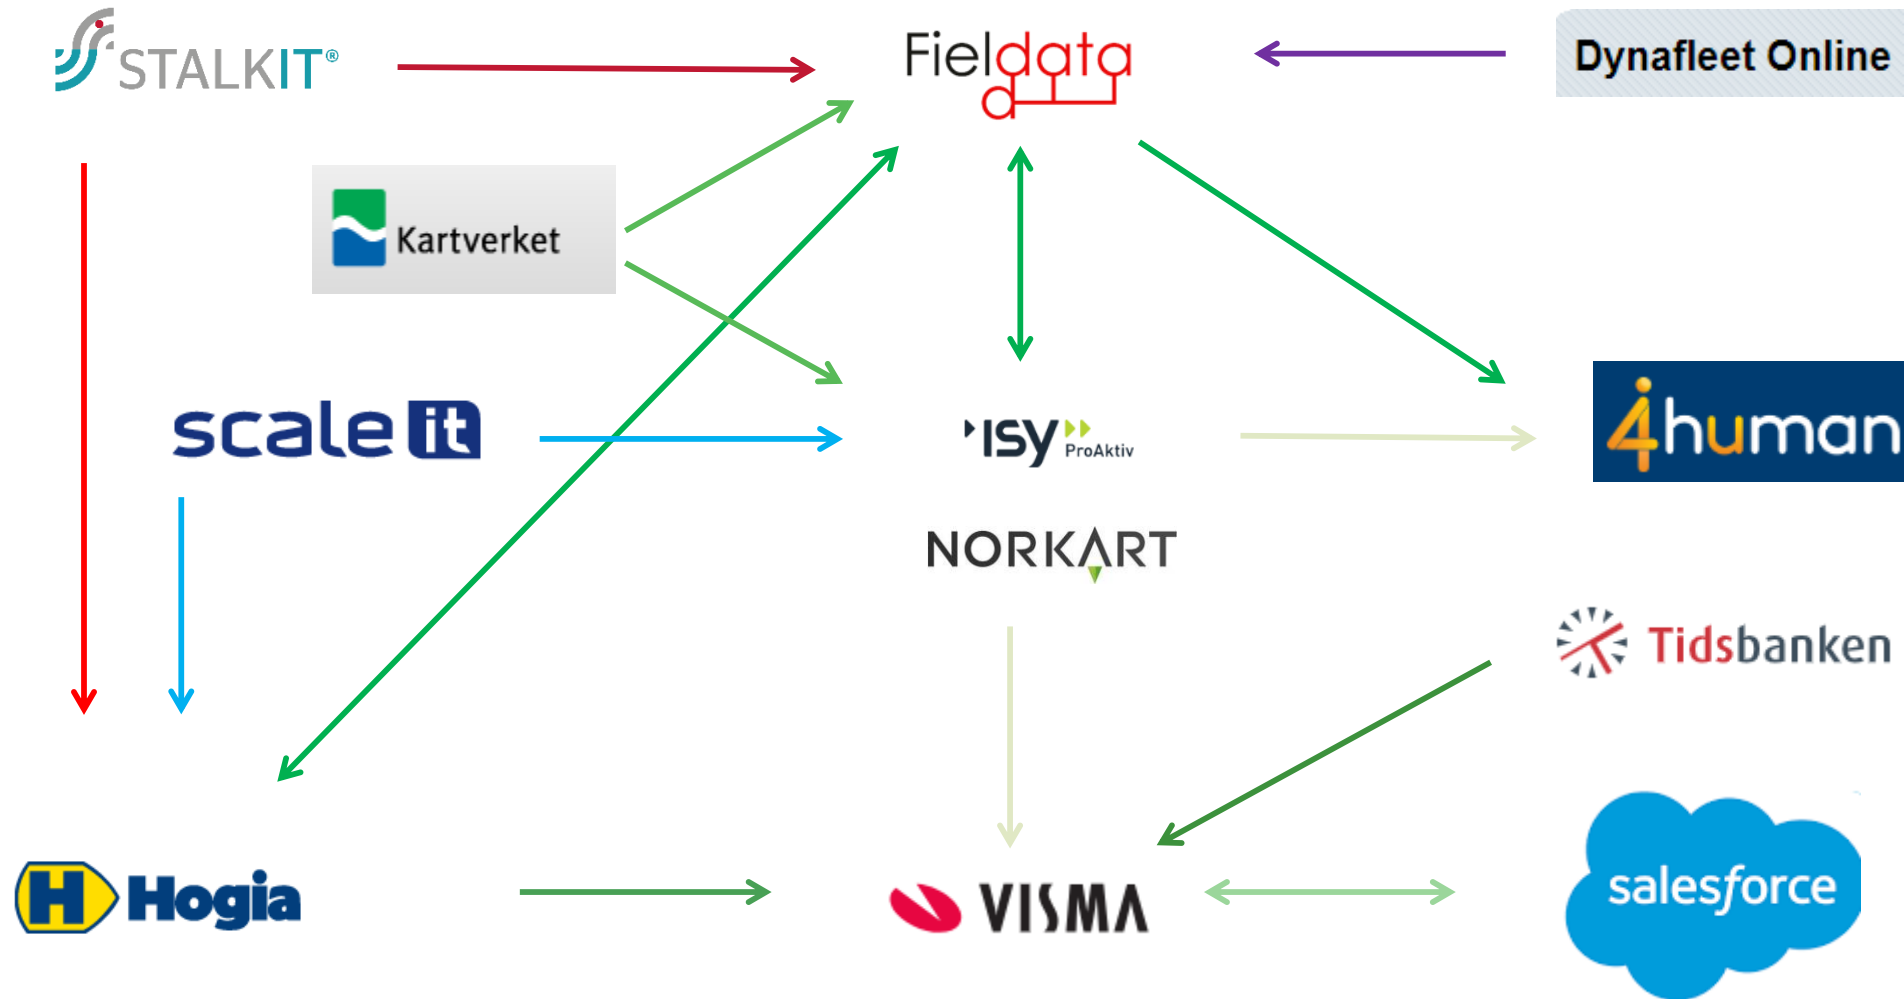 STALKIT®
Fieldata
Dynafleet Online
Kartverket
scale it
ISY
ProAktiv
4human
NORKART
Tidsbanken
H Hogia
VISMA
salesforce